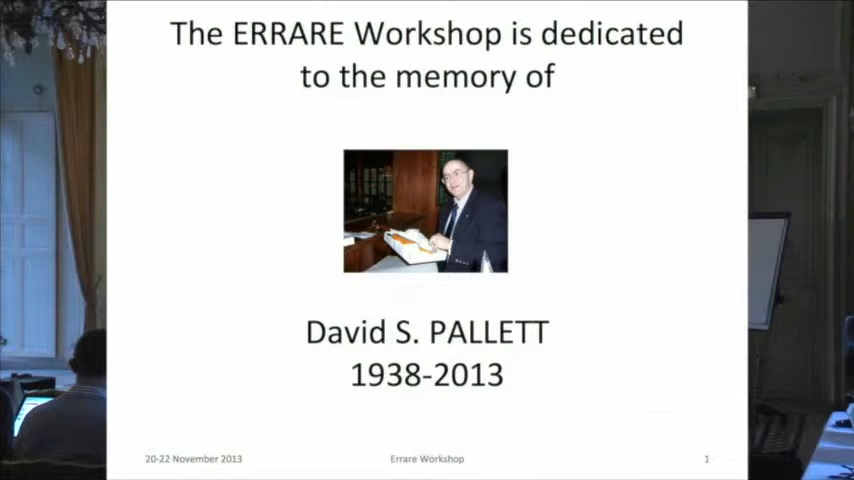 The ERRARE Workshop is dedicated
to the memory of
David S. PALLETT
1938-2013
20-22 November 2013
Errare Workshop
1